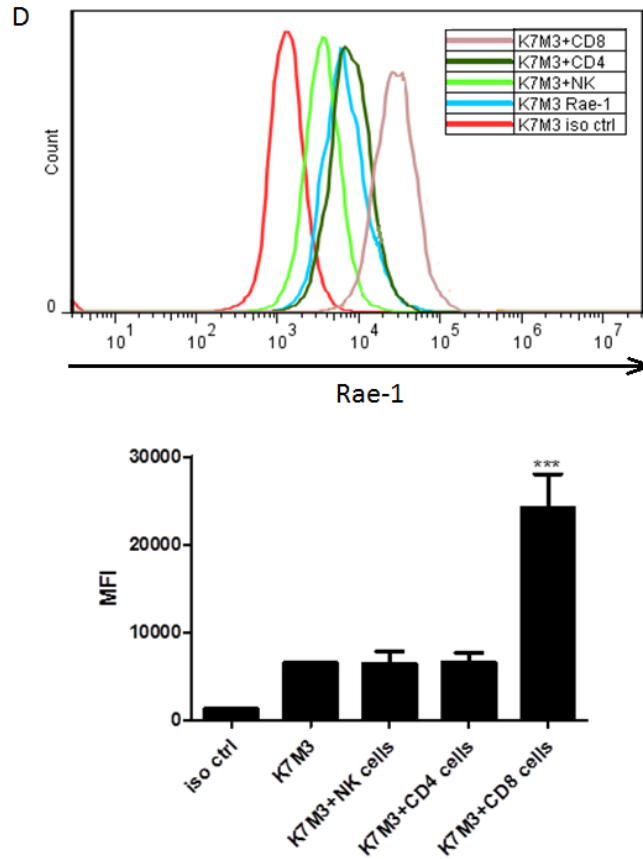 D
K7M3+CD8
K7M3+CD4
K7M3+NK
K7M3 Rae-1
K7M3 iso ctrl
Count
0
10^1
10^2
10^3
10^4
10^5
10^6
10^7
Rae-1
30000
20000
10000
0
MFI
***
iso ctrl
K7M3
K7M3+NK cells
K7M3+CD4 cells
K7M3+CD8 cells